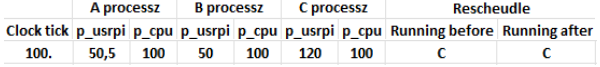 A processz B processz C processz Rescheudle
Clock tick p_usrpi p_cpu p_usrpi p_cpu p_usrpi p_cpu Running before Running after
100. 50,5 100 50 100 120 100 C C